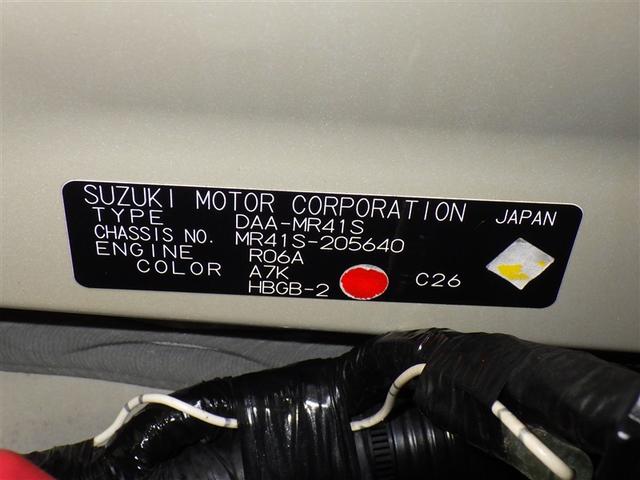 SUZUKI MOTOR CORPORATION JAPAN
TYPE DAA-MR41S
CHASSIS NO. MR41S-205640
ENGINE R06A
COLOR A7K
HBGB-2 C26